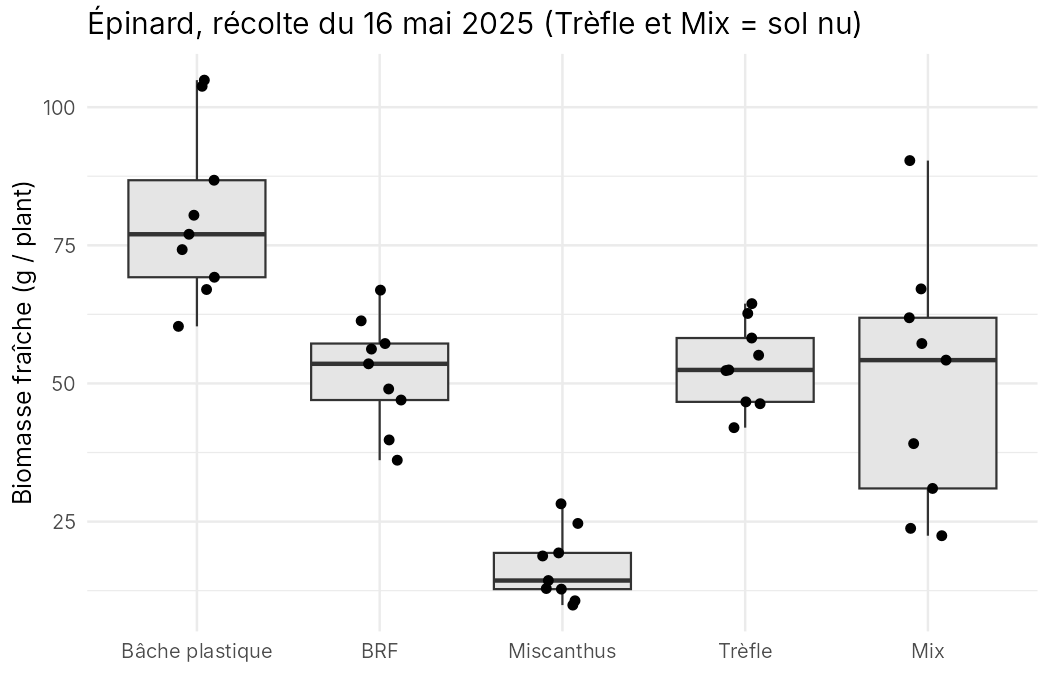 Épinard, récolte du 16 mai 2025 (Trèfle et Mix = sol nu)
Biomasse fraîche (g / plant)
100
75
50
25
Bâche plastique
BRF
Miscanthus
Trèfle
Mix